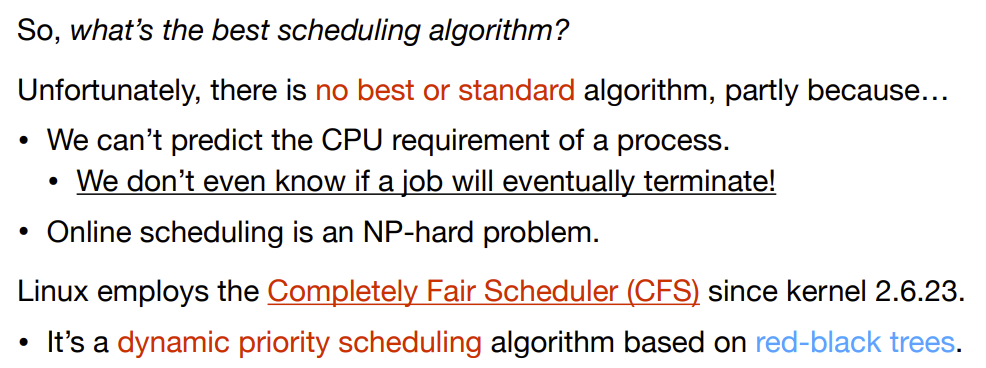 So, what's the best scheduling algorithm?
Unfortunately, there is no best or standard algorithm, partly because…
• We can't predict the CPU requirement of a process.
• We don't even know if a job will eventually terminate!
• Online scheduling is an NP-hard problem.
Linux employs the Completely Fair Scheduler (CFS) since kernel 2.6.23.
• It's a dynamic priority scheduling algorithm based on red-black trees.